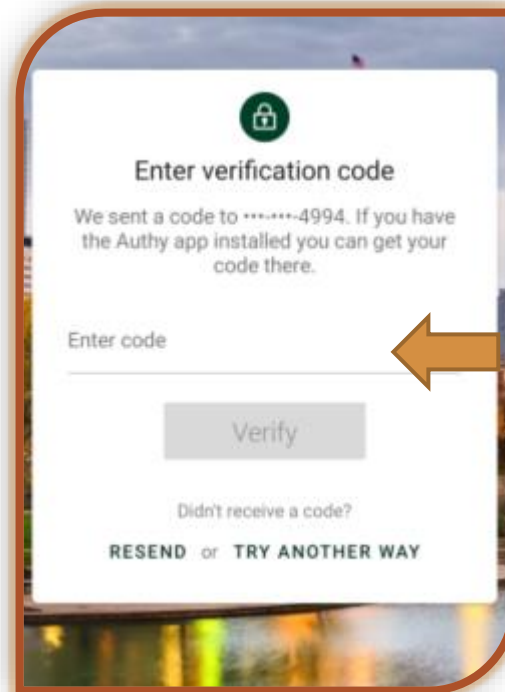 Enter verification code
We sent a code to •••-•••-4994. If you have
the Authy app installed you can get your
code there.
Enter code
Verify
Didn't receive a code?
RESEND or TRY ANOTHER WAY